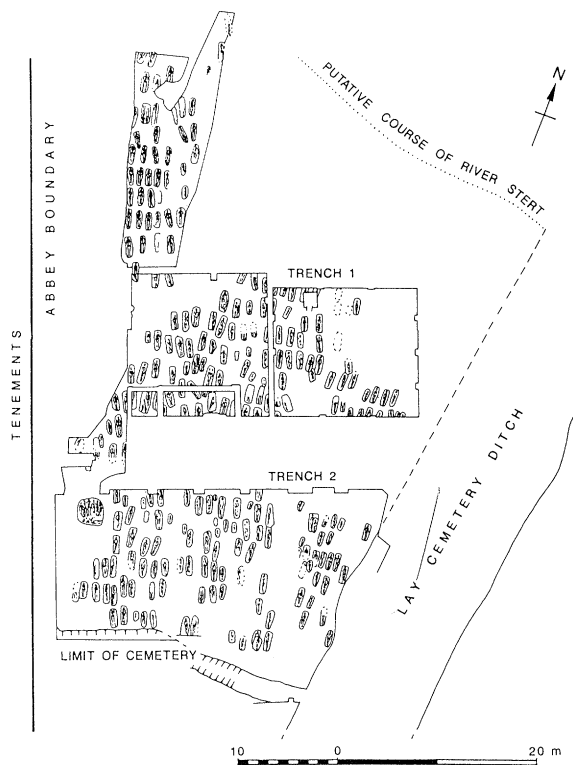 N
PUTATIVE COURSE OF RIVER STERT
ABBEY BOUNDARY
TRENCH 1
TENEMENTS
TRENCH 2
LAY CEMETERY DITCH
LIMIT OF CEMETERY
10 0 20 m